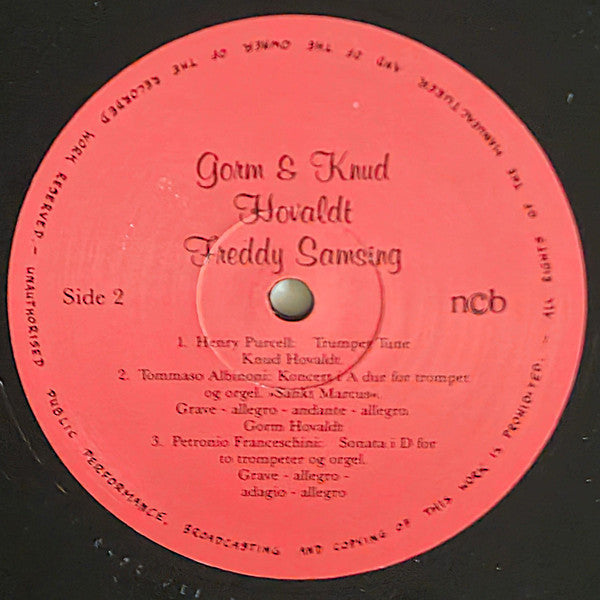 ALL RIGHTS OF THE MANUFACTURER AND OF THE OWNER OF THE RECORDED WORK RESERVED. - UNAUTHORISED PUBLIC PERFORMANCE, BROADCASTING AND COPYING OF THIS WORK IS PROHIBITED. -
Gorm & Knud
Hovaldt
Freddy Samsing
Side 2
ncb
1. Henry Purcell: Trumpet Tune
Knud Hovaldt.
2. Tommaso Albinoni: Koncert i A dur for trompet
og orgel. »Sankt Marcus«.
Grave - allegro - andante - allegro.
Gorm Hovaldt
3. Petronio Franceschini: Sonata i D for
to trompeter og orgel.
Grave - allegro -
adagio - allegro